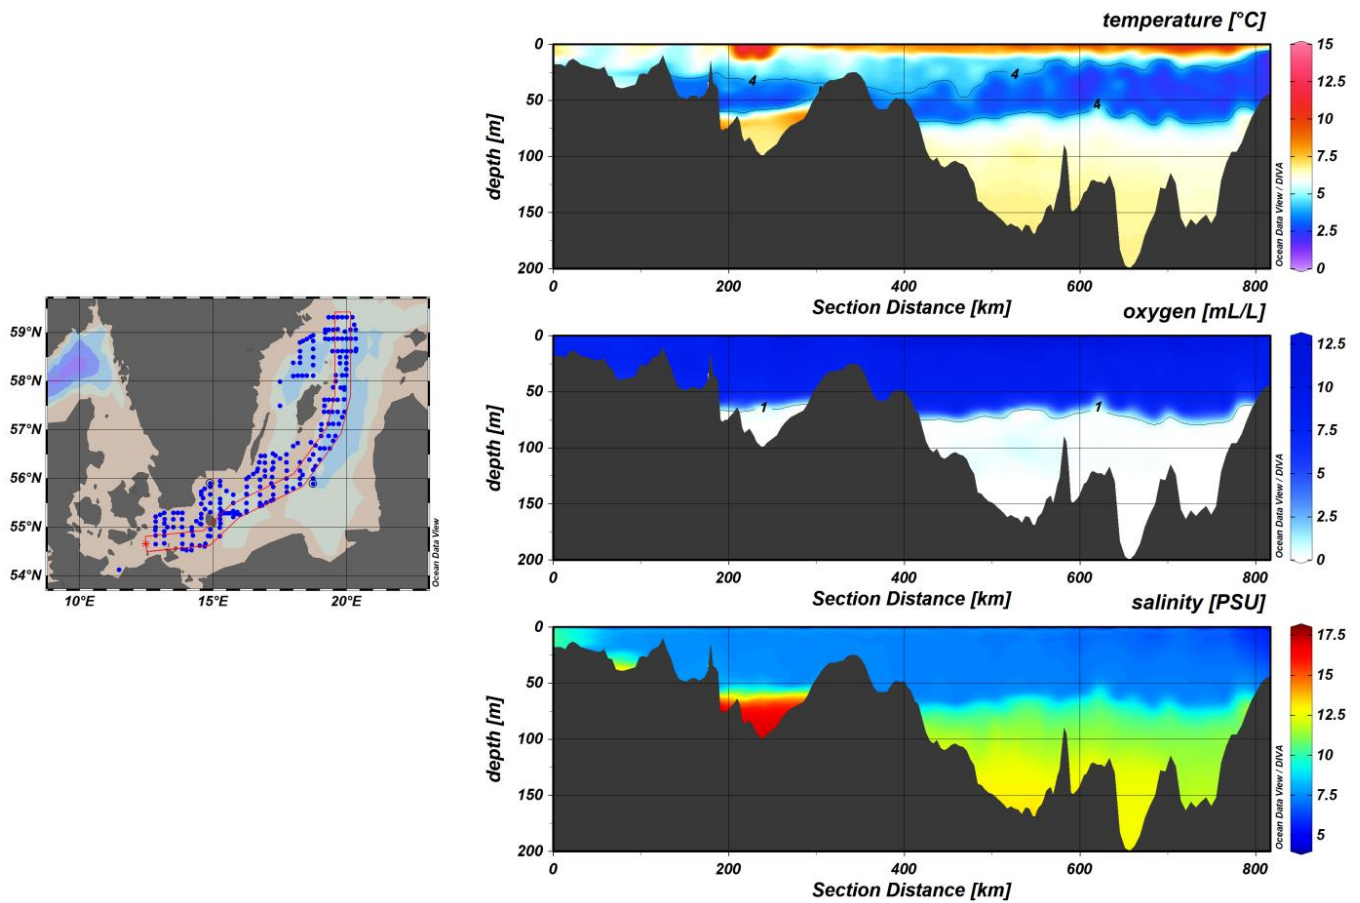 temperature [°C]
0
50
100
150
200
depth [m]
4
4
4
0 200 400 600 800
Section Distance [km]
15
12.5
10
7.5
5
2.5
0
Ocean Data View / DIVA
oxygen [mL/L]
0
50
100
150
200
depth [m]
1
1
0 200 400 600 800
Section Distance [km]
12.5
10
7.5
5
2.5
0
Ocean Data View / DIVA
59°N
58°N
57°N
56°N
55°N
54°N
10°E 15°E 20°E
Ocean Data View
salinity [PSU]
0
50
100
150
200
depth [m]
0 200 400 600 800
Section Distance [km]
17.5
15
12.5
10
7.5
5
Ocean Data View / DIVA